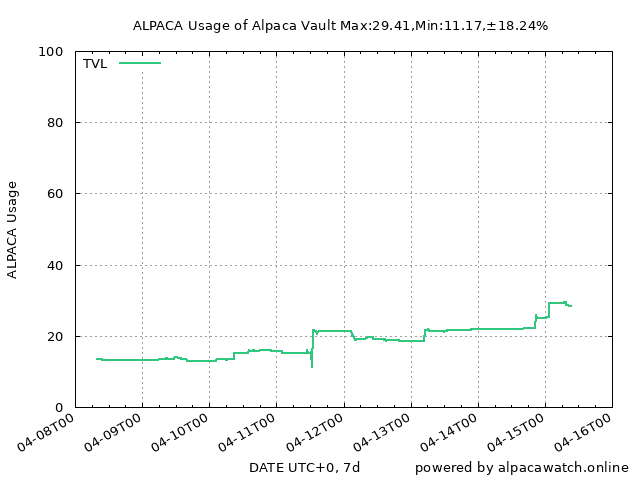 ALPACA Usage of Alpaca Vault Max:29.41,Min:11.17,±18.24%
TVL
100
80
60
40
20
0
ALPACA Usage
04-08T00
04-09T00
04-10T00
04-11T00
04-12T00
04-13T00
04-14T00
04-15T00
04-16T00
DATE UTC+0, 7d
powered by alpacawatch.online